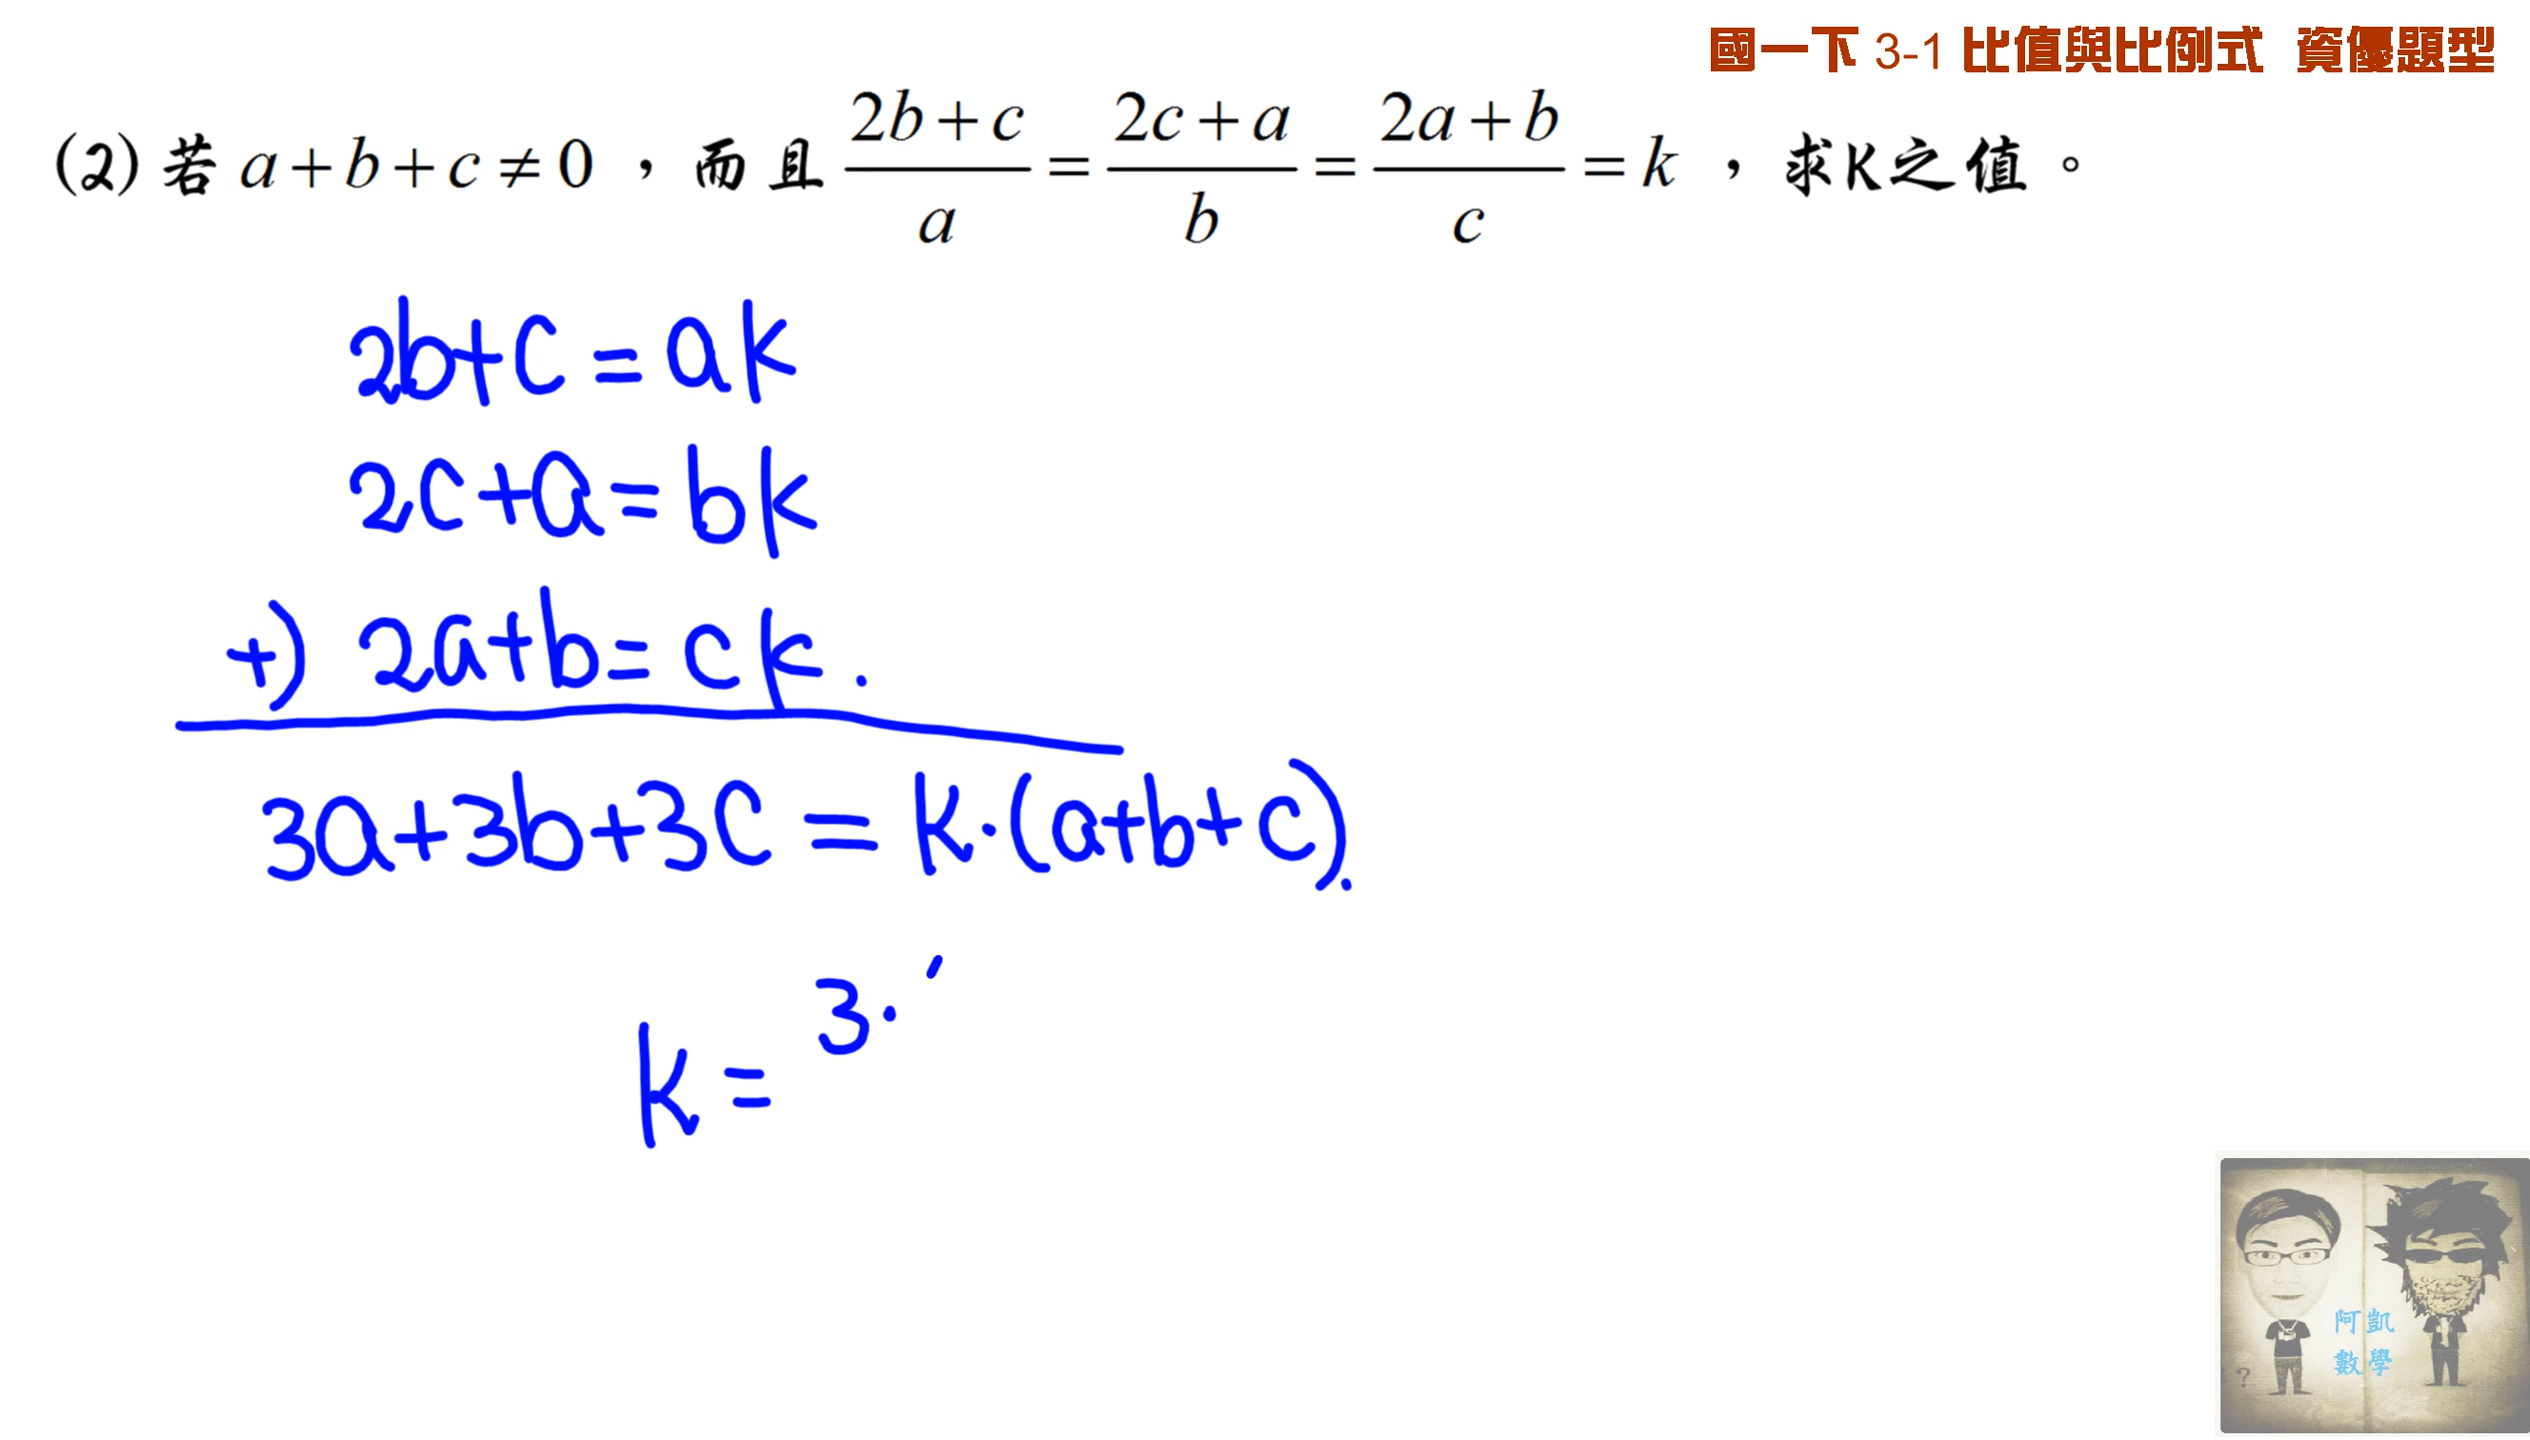 國一下 3-1 比值與比例式 資優題型
(2) 若 a+b+c≠0 ，而且 (2b+c)/a = (2c+a)/b = (2a+b)/c = k ，求K之值。
2b+c=ak
2c+a=bk
+) 2a+b=ck.
3a+3b+3c=k·(a+b+c).
k= 3·
阿凱
數學
?